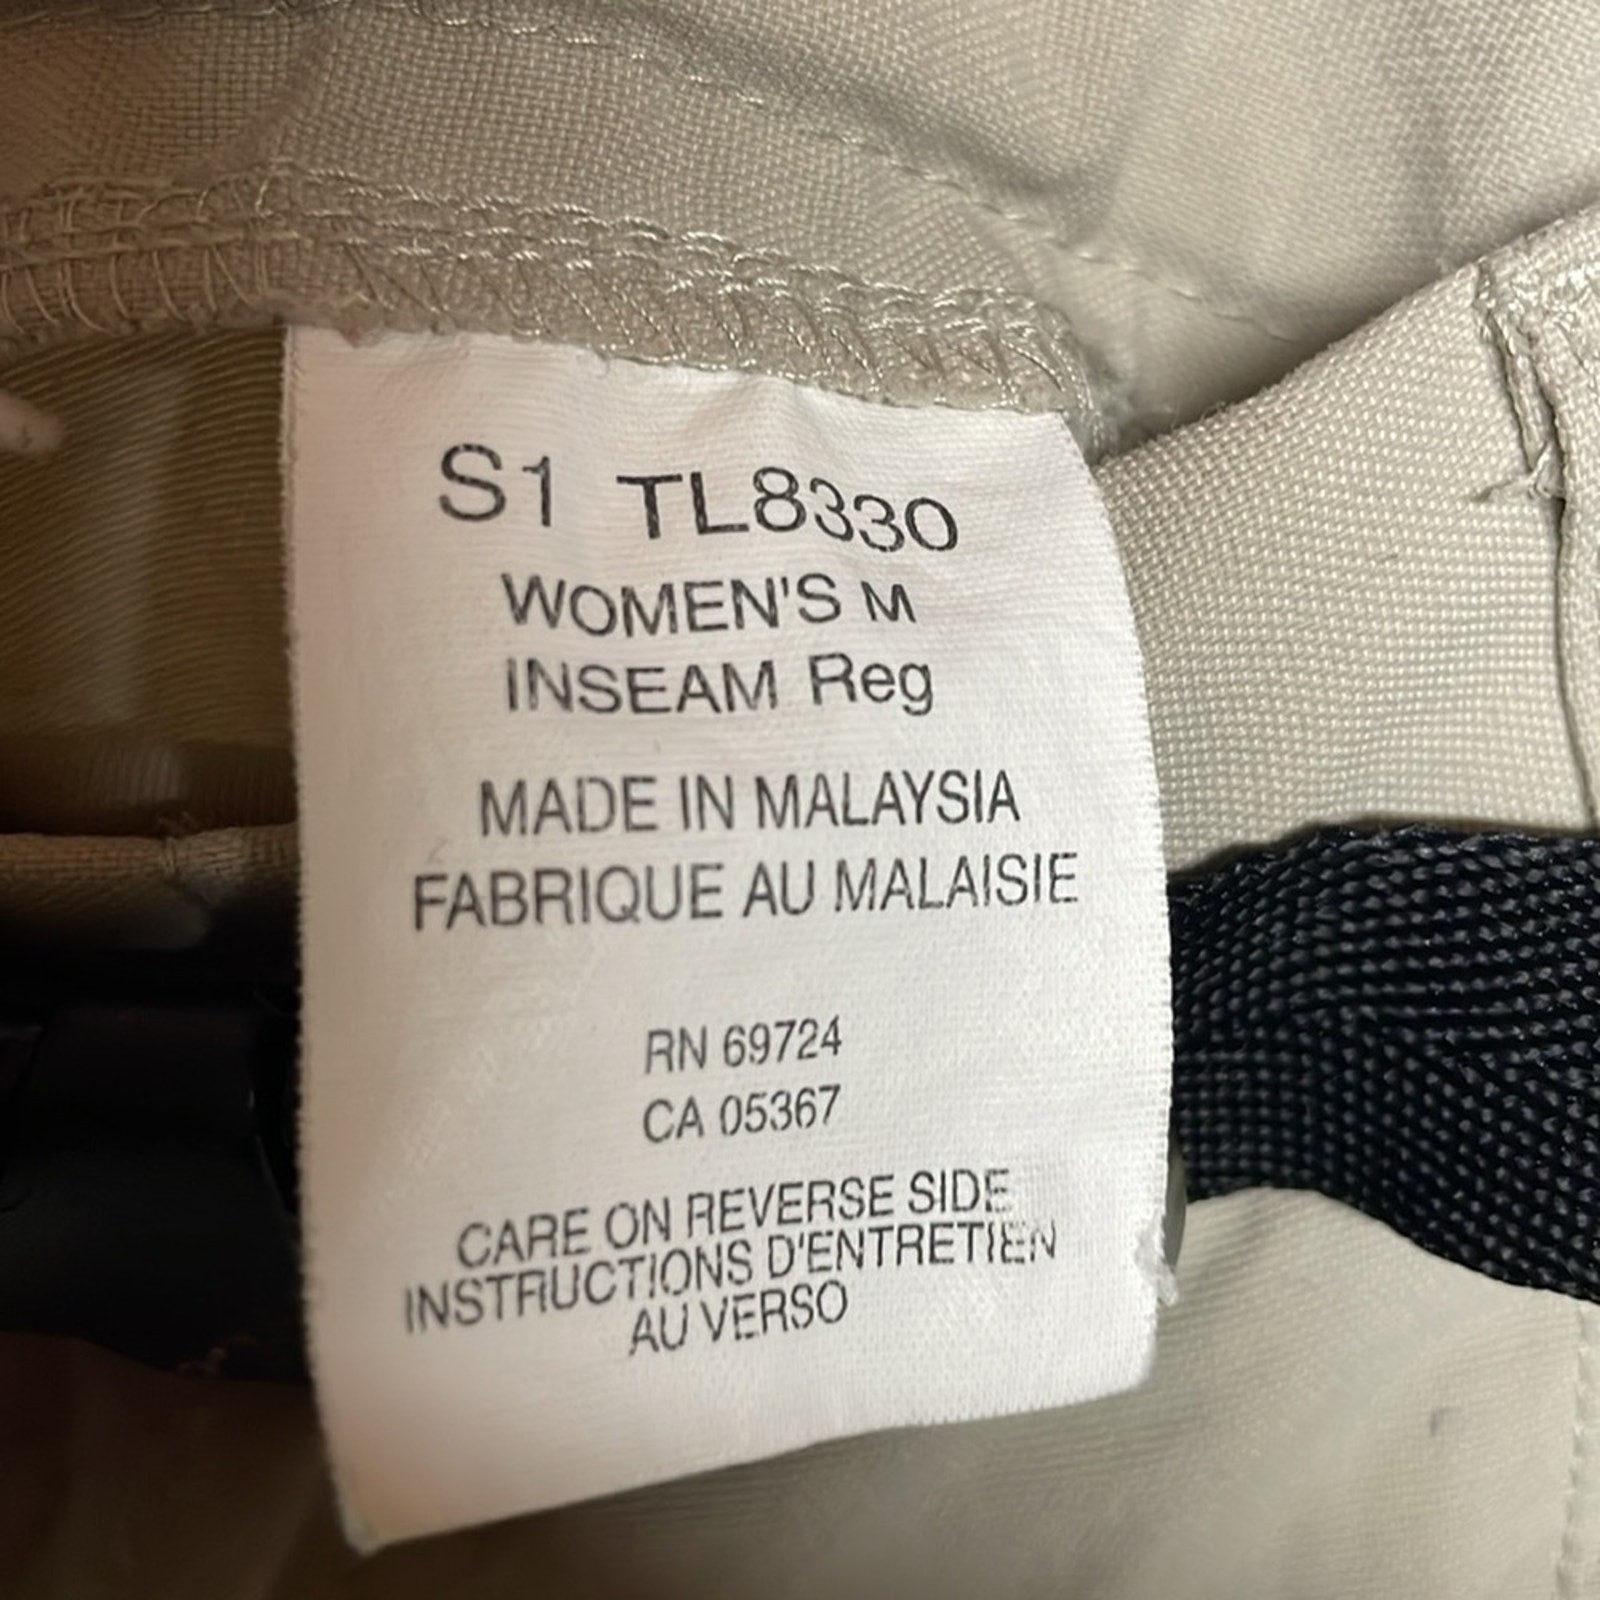 S1 TL8330
WOMEN'S M
INSEAM Reg
MADE IN MALAYSIA
FABRIQUE AU MALAISIE
RN 69724
CA 05367
CARE ON REVERSE SIDE
INSTRUCTIONS D'ENTRETIEN
AU VERSO